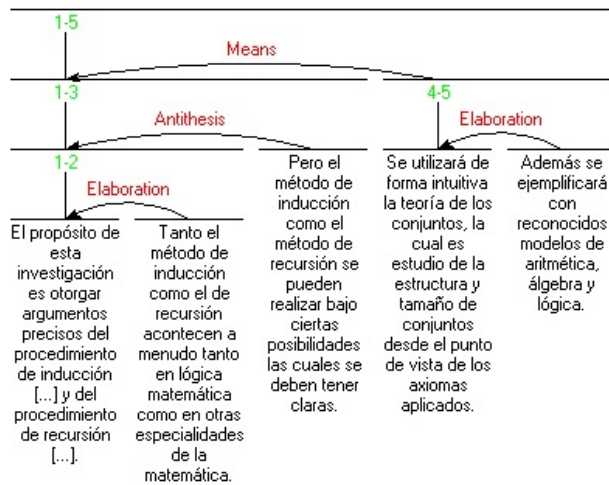 1-5
Means
1-3
4-5
Antithesis
Elaboration
1-2
Elaboration
El propósito de
esta
investigación
es otorgar
argumentos
precisos del
procedimiento
de inducción
[...] y del
procedimiento
de recursión
[...].
Tanto el
método de
inducción
como el de
recursión
acontecen a
menudo tanto
en lógica
matemática
como en otras
especialidades
de la
matemática.
Pero el
método de
inducción
como el
método de
recursión se
pueden
realizar bajo
ciertas
posibilidades
las cuales se
deben tener
claras.
Se utilizará de
forma intuitiva
la teoría de los
conjuntos, la
cual es
estudio de la
estructura y
tamaño de
conjuntos
desde el punto
de vista de los
axiomas
aplicados.
Además se
ejemplificará
con
reconocidos
modelos de
aritmética,
álgebra y
lógica.